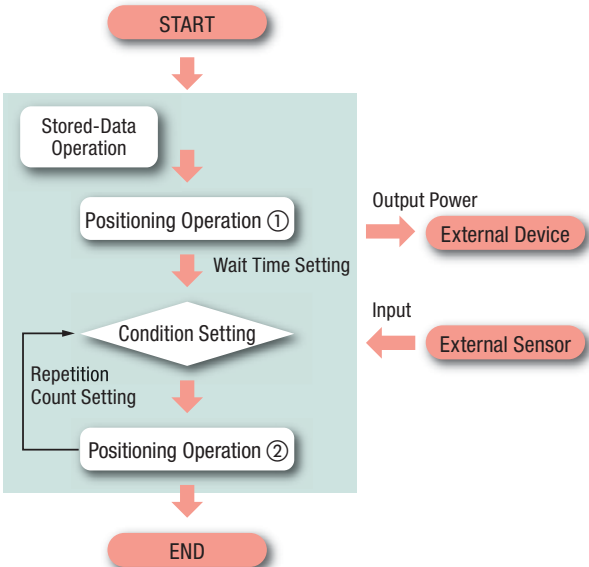 START
Stored-Data
Operation
Positioning Operation ①
Output Power
External Device
Wait Time Setting
Condition Setting
Input
External Sensor
Repetition
Count Setting
Positioning Operation ②
END